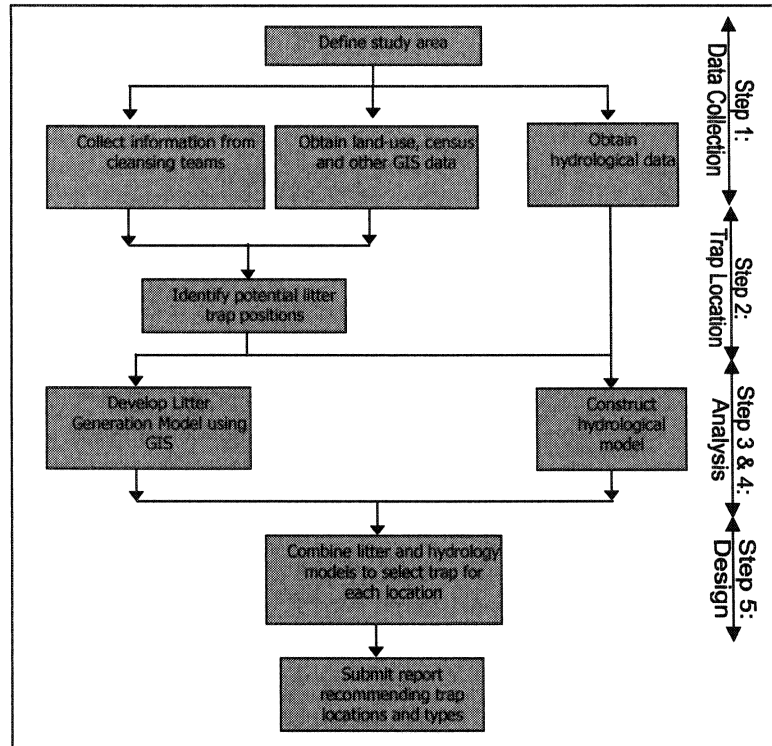 Define study area
Collect information from
cleansing teams
Obtain land-use, census
and other GIS data
Obtain
hydrological data
Identify potential litter
trap positions
Develop Litter
Generation Model using
GIS
Construct
hydrological
model
Combine litter and hydrology
models to select trap for
each location
Submit report
recommending trap
locations and types
Step 1:
Data Collection
Step 2:
Trap Location
Step 3 & 4:
Analysis
Step 5:
Design